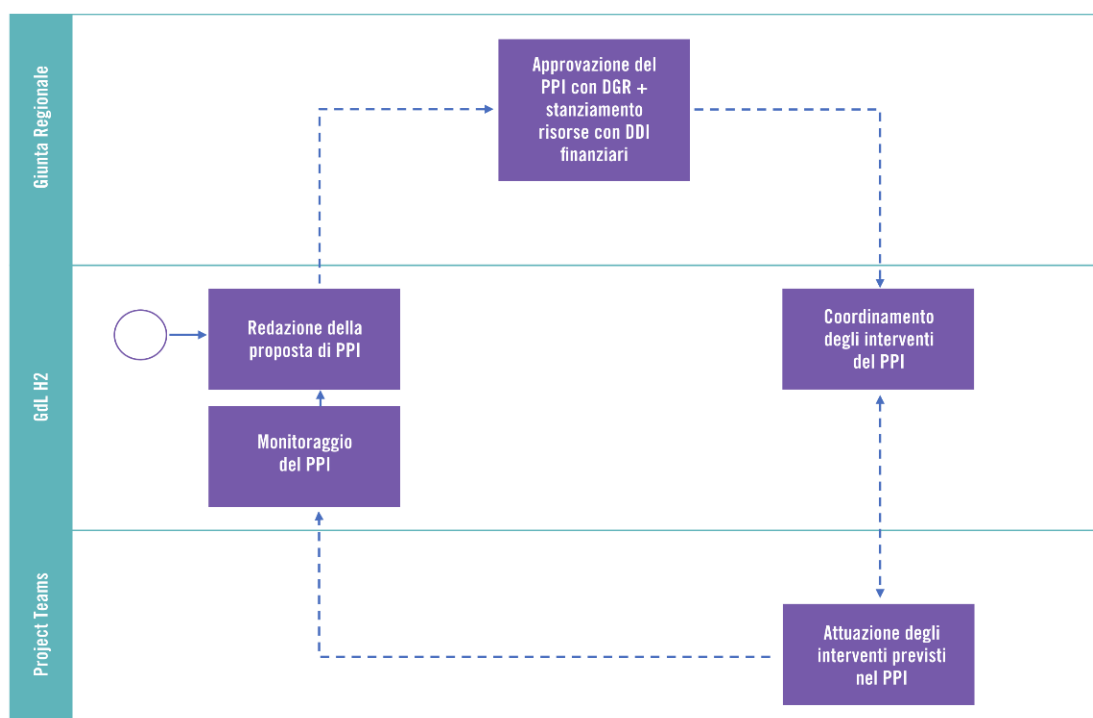 Giunta Regionale
Approvazione del
PPI con DGR +
stanziamento
risorse con DDI
finanziari
GdL H2
Redazione della
proposta di PPI
Coordinamento
degli interventi
del PPI
Monitoraggio
del PPI
Project Teams
Attuazione degli
interventi previsti
nel PPI